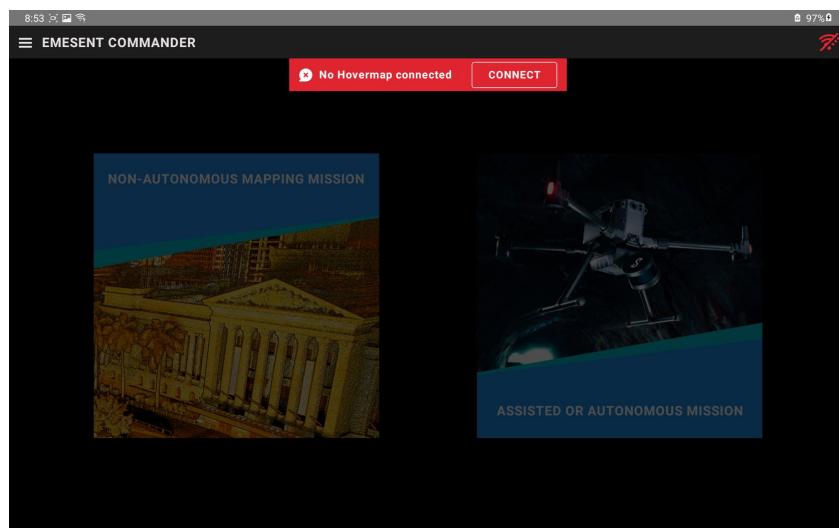 8:53
97%
EMESENT COMMANDER
No Hovermap connected
CONNECT
NON-AUTONOMOUS MAPPING MISSION
ASSISTED OR AUTONOMOUS MISSION